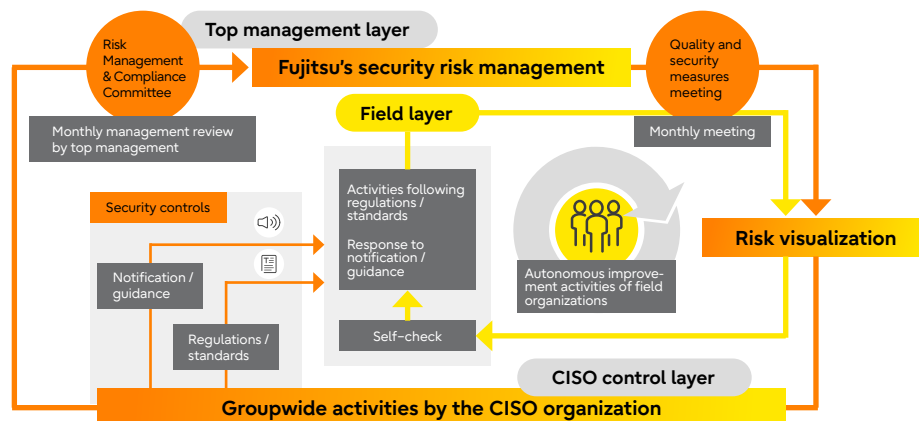 Top management layer
Risk
Management
& Compliance
Committee
Fujitsu's security risk management
Quality and
security
measures
meeting
Monthly management review
by top management
Field layer
Monthly meeting
Security controls
Activities following
regulations /
standards
Response to
notification /
guidance
Notification /
guidance
Regulations /
standards
Self-check
Autonomous improve-
ment activities of field
organizations
Risk visualization
CISO control layer
Groupwide activities by the CISO organization